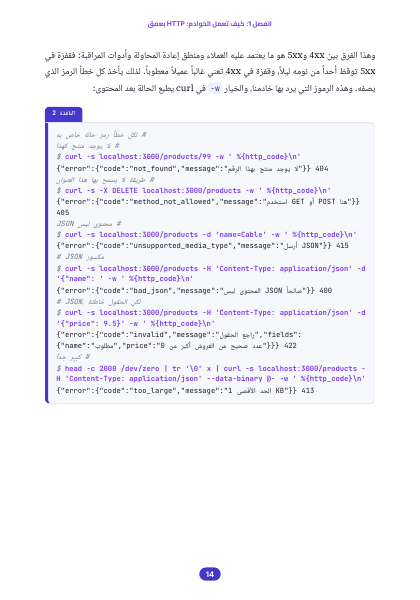 الفصل 1: كيف تعمل الخوادم: HTTP بعمق
وهذا الفرق بين 4xx و5xx هو ما يعتمد عليه العملاء ومنطق إعادة المحاولة وأدوات المراقبة: فقفزة في
5xx توقظ أحداً من نومه ليلاً، وقفزة في 4xx تعني غالباً عميلاً معطوباً. لذلك يأخذ كل خطأ الرمز الذي
يصفه. وهذه الرموز التي يرد بها خادمنا، والخيار -w في curl يطبع الحالة بعد المحتوى:
النافذة 2
# لكل خطأ رمز حالة خاص به
# لا يوجد منتج كهذا
$ curl -s localhost:3000/products/99 -w ' %{http_code}\n'
{"error":{"code":"not_found","message":"لا يوجد منتج بهذا الرقم"}} 404
# طريقة لا يسمح بها هذا العنوان
$ curl -s -X DELETE localhost:3000/products -w ' %{http_code}\n'
{"error":{"code":"method_not_allowed","message":"استخدم GET أو POST هنا"}}
405
# محتوى ليس JSON
$ curl -s localhost:3000/products -d 'name=Cable' -w ' %{http_code}\n'
{"error":{"code":"unsupported_media_type","message":"أرسل JSON"}} 415
# JSON مكسور
$ curl -s localhost:3000/products -H 'Content-Type: application/json' -d
'{"name": ' -w ' %{http_code}\n'
{"error":{"code":"bad_json","message":"المحتوى ليس JSON صالحاً"}} 400
# JSON، لكن الحقول خاطئة
$ curl -s localhost:3000/products -H 'Content-Type: application/json' -d
'{"price": 9.5}' -w ' %{http_code}\n'
{"error":{"code":"invalid","message":"راجع الحقول","fields":
{"name":"مطلوب","price":"عدد صحيح من القروش أكبر من 0"}}} 422
# كبير جداً
$ head -c 2000 /dev/zero | tr '\0' x | curl -s localhost:3000/products -
H 'Content-Type: application/json' --data-binary @- -w ' %{http_code}\n'
{"error":{"code":"too_large","message":"الحد الأقصى 1 KB"}} 413
14